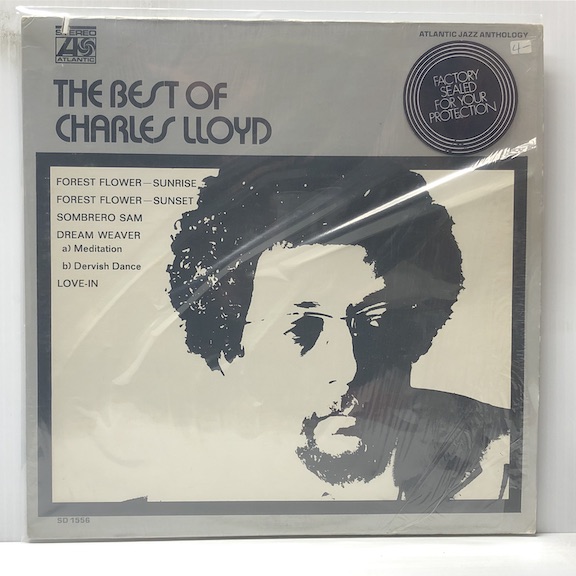 STEREO
ATLANTIC
ATLANTIC JAZZ ANTHOLOGY
4-
THE BEST OF
CHARLES LLOYD
FACTORY
SEALED
FOR YOUR
PROTECTION
FOREST FLOWER—SUNRISE
FOREST FLOWER—SUNSET
SOMBRERO SAM
DREAM WEAVER
a) Meditation
b) Dervish Dance
LOVE-IN
SD 1556